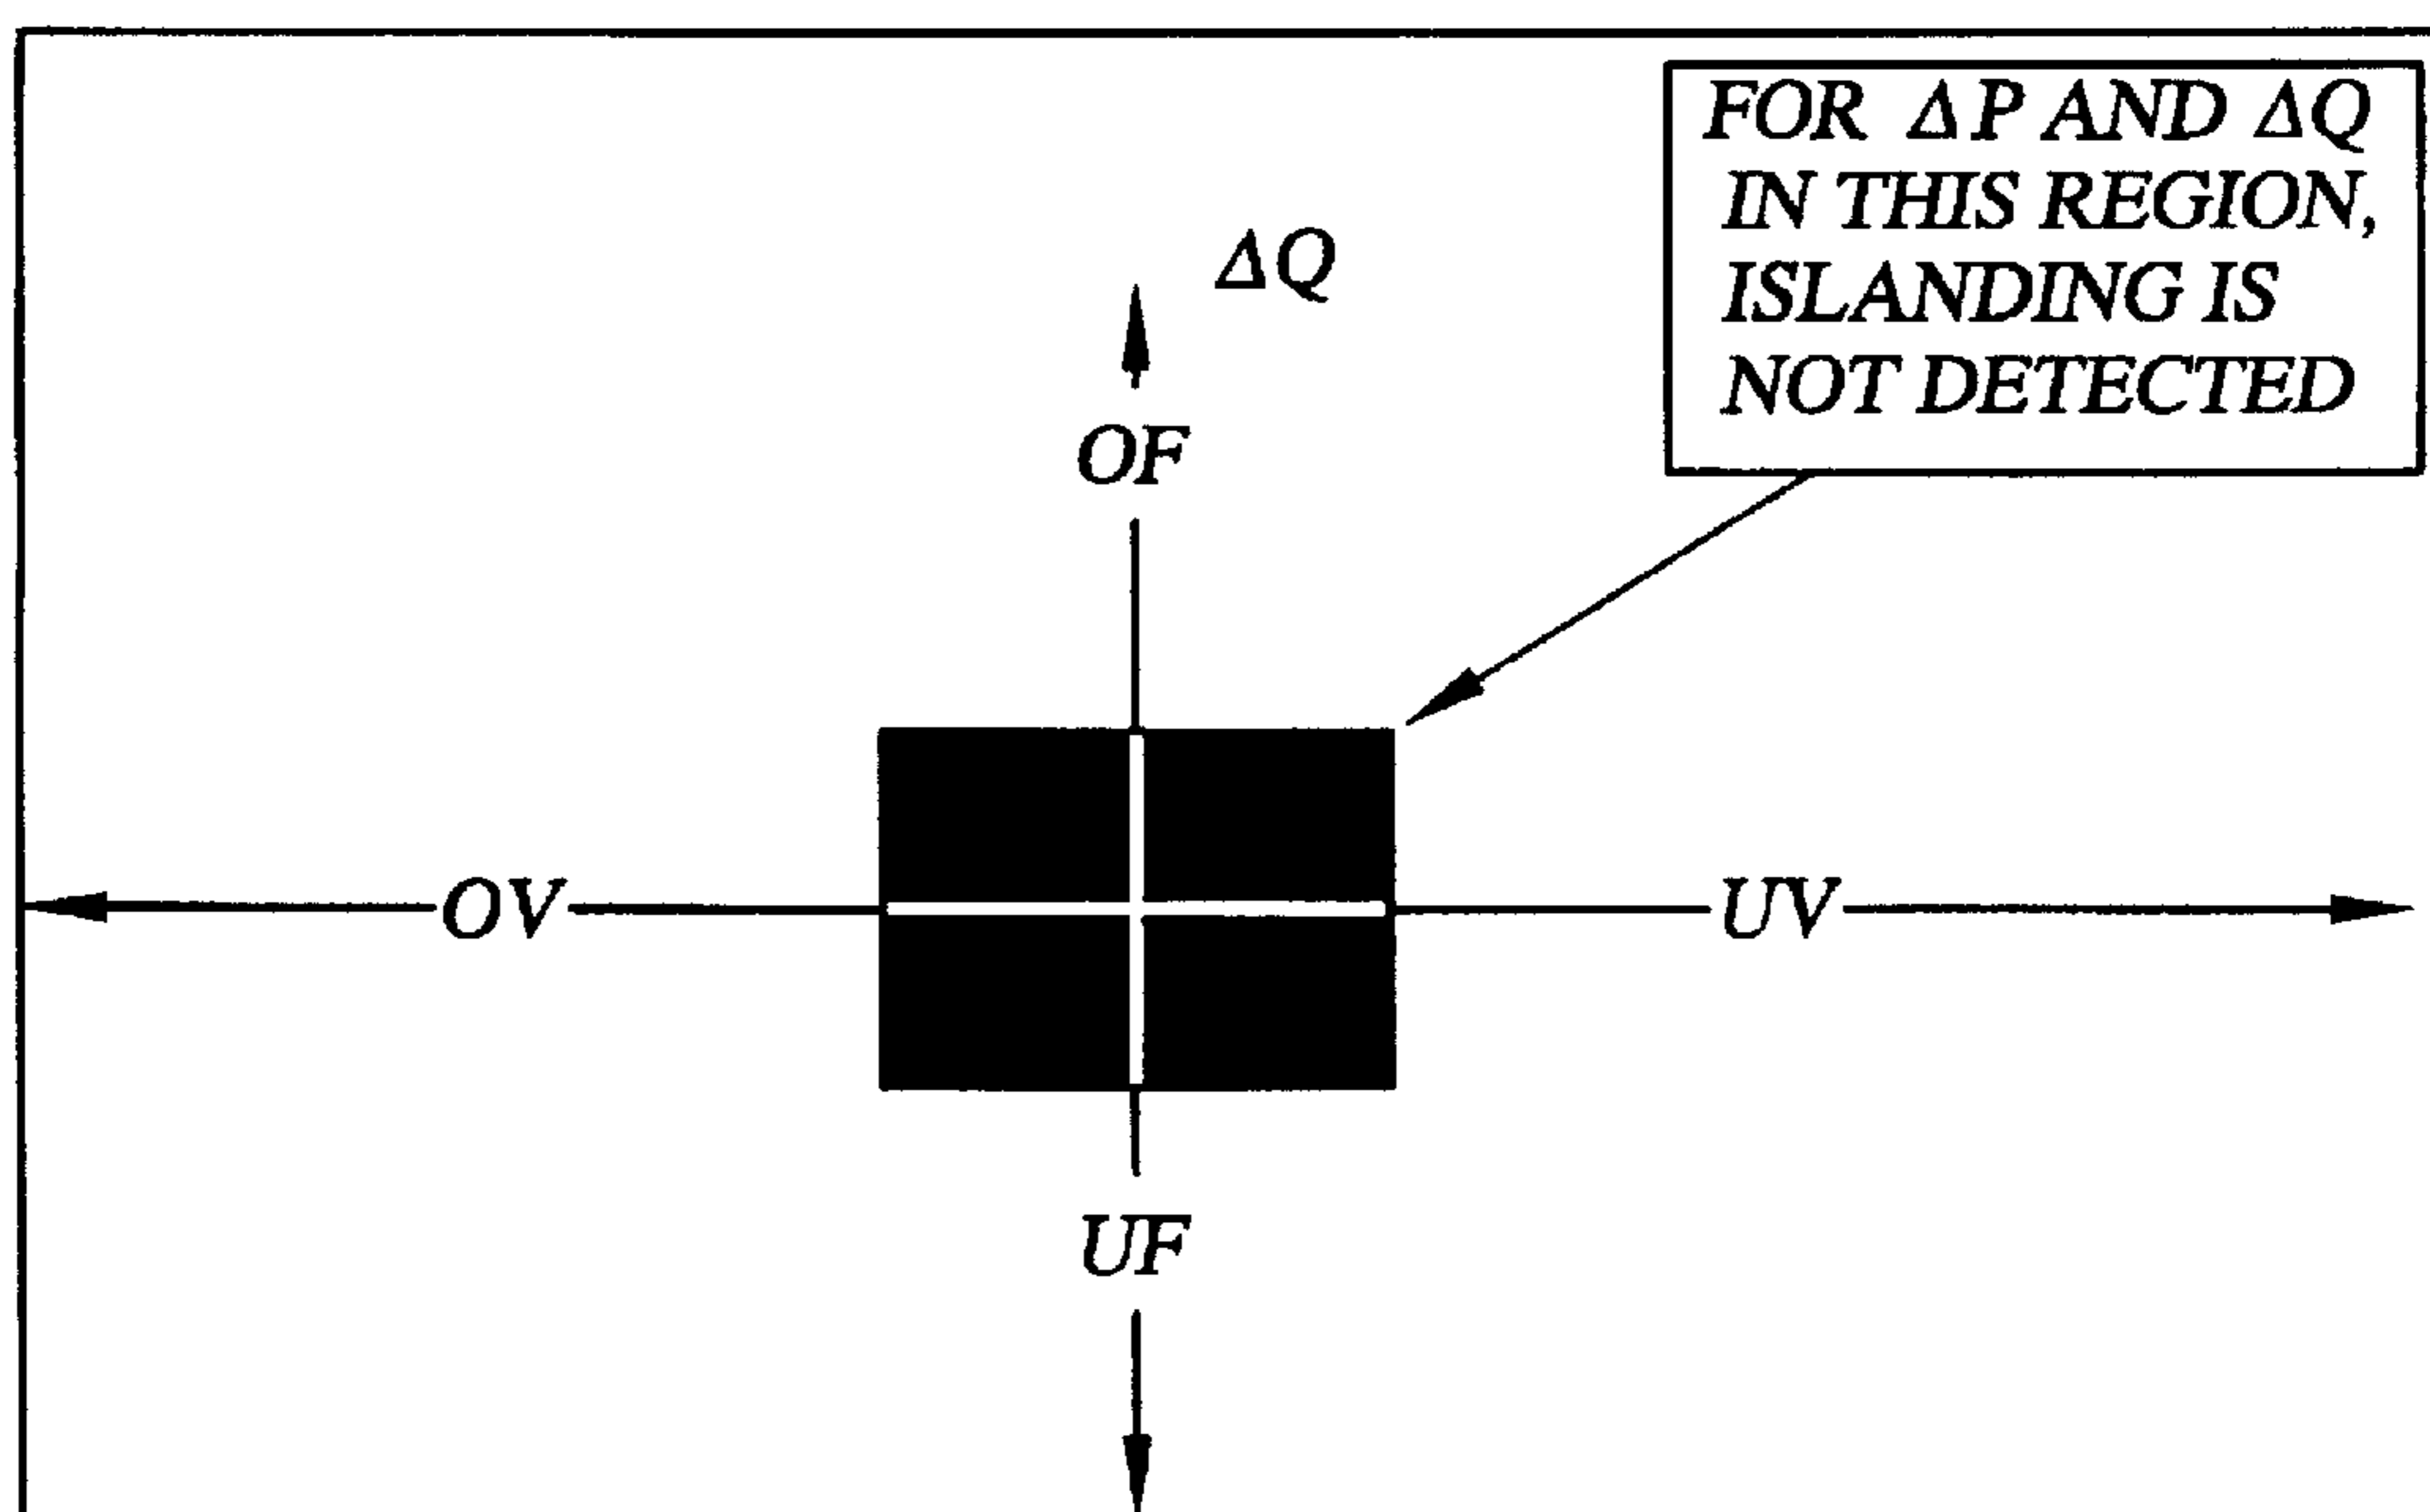 FOR ΔP AND ΔQ
IN THIS REGION,
ISLANDING IS
NOT DETECTED
ΔQ
OF
OV
UV
UF